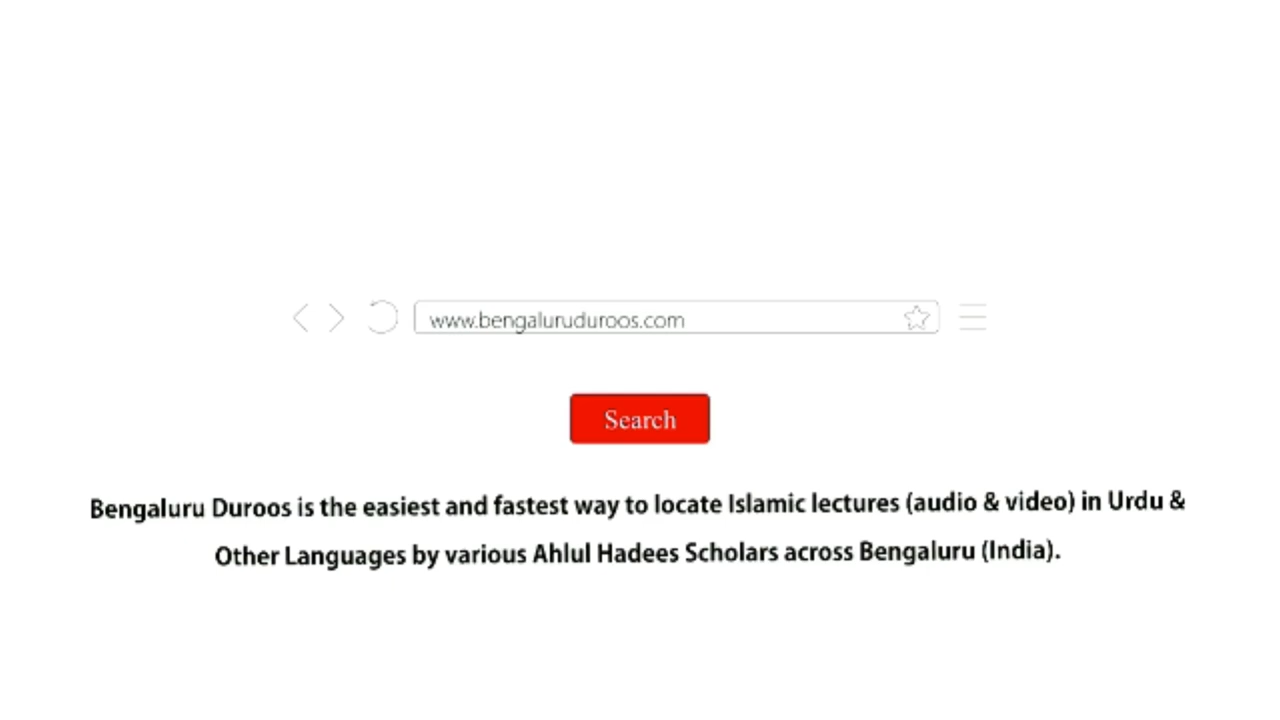 www.bengaluruduroos.com
Search
Bengaluru Duroos is the easiest and fastest way to locate Islamic lectures (audio & video) in Urdu &
Other Languages by various Ahlul Hadees Scholars across Bengaluru (India).